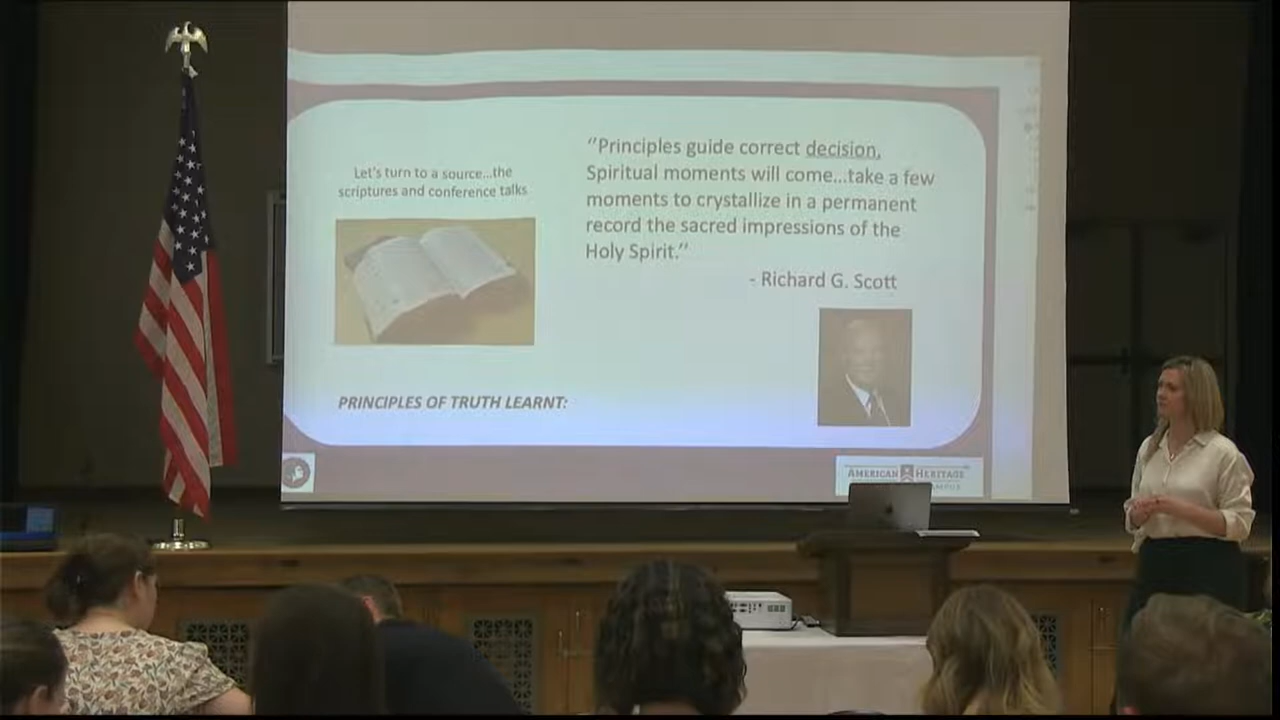 Let's turn to a source...the
scriptures and conference talks
"Principles guide correct decision,
Spiritual moments will come...take a few
moments to crystallize in a permanent
record the sacred impressions of the
Holy Spirit."
- Richard G. Scott
PRINCIPLES OF TRUTH LEARNT:
AMERICAN HERITAGE